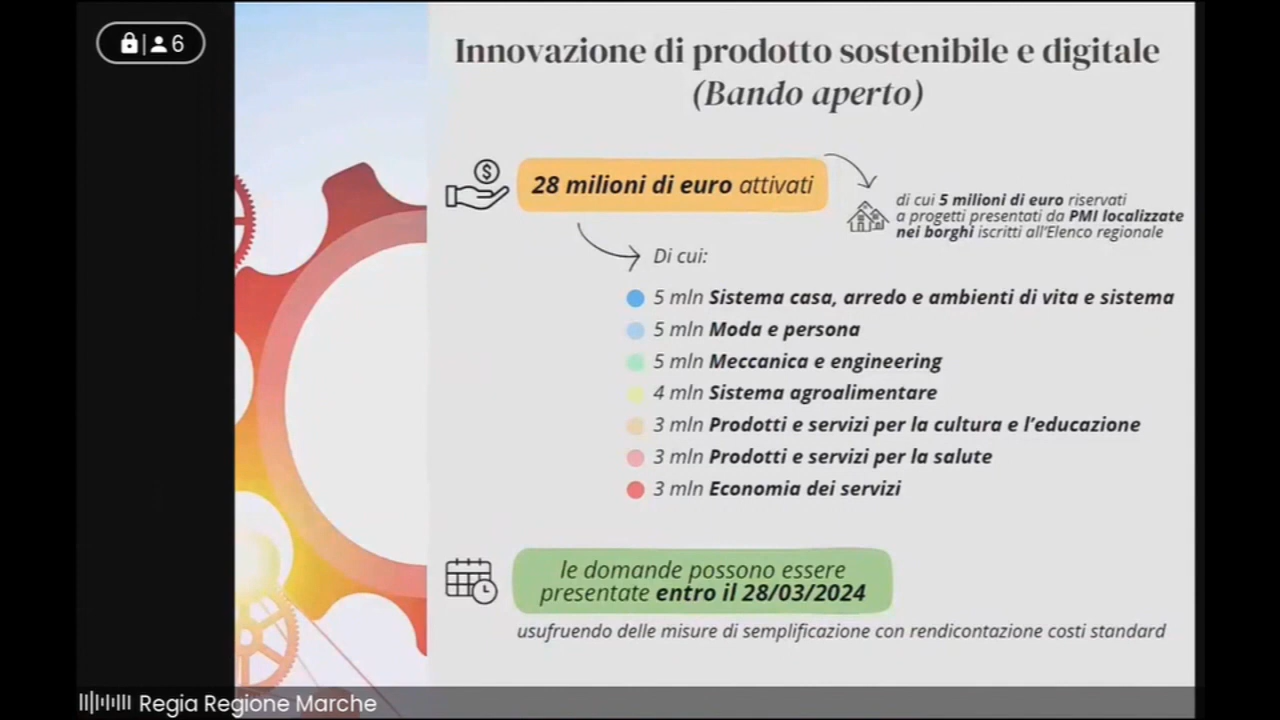 6
Innovazione di prodotto sostenibile e digitale
(Bando aperto)
$
28 milioni di euro attivati
di cui 5 milioni di euro riservati
a progetti presentati da PMI localizzate
nei borghi iscritti all'Elenco regionale
Di cui:
5 mln Sistema casa, arredo e ambienti di vita e sistema
5 mln Moda e persona
5 mln Meccanica e engineering
4 mln Sistema agroalimentare
3 mln Prodotti e servizi per la cultura e l'educazione
3 mln Prodotti e servizi per la salute
3 mln Economia dei servizi
le domande possono essere
presentate entro il 28/03/2024
usufruendo delle misure di semplificazione con rendicontazione costi standard
Regia Regione Marche